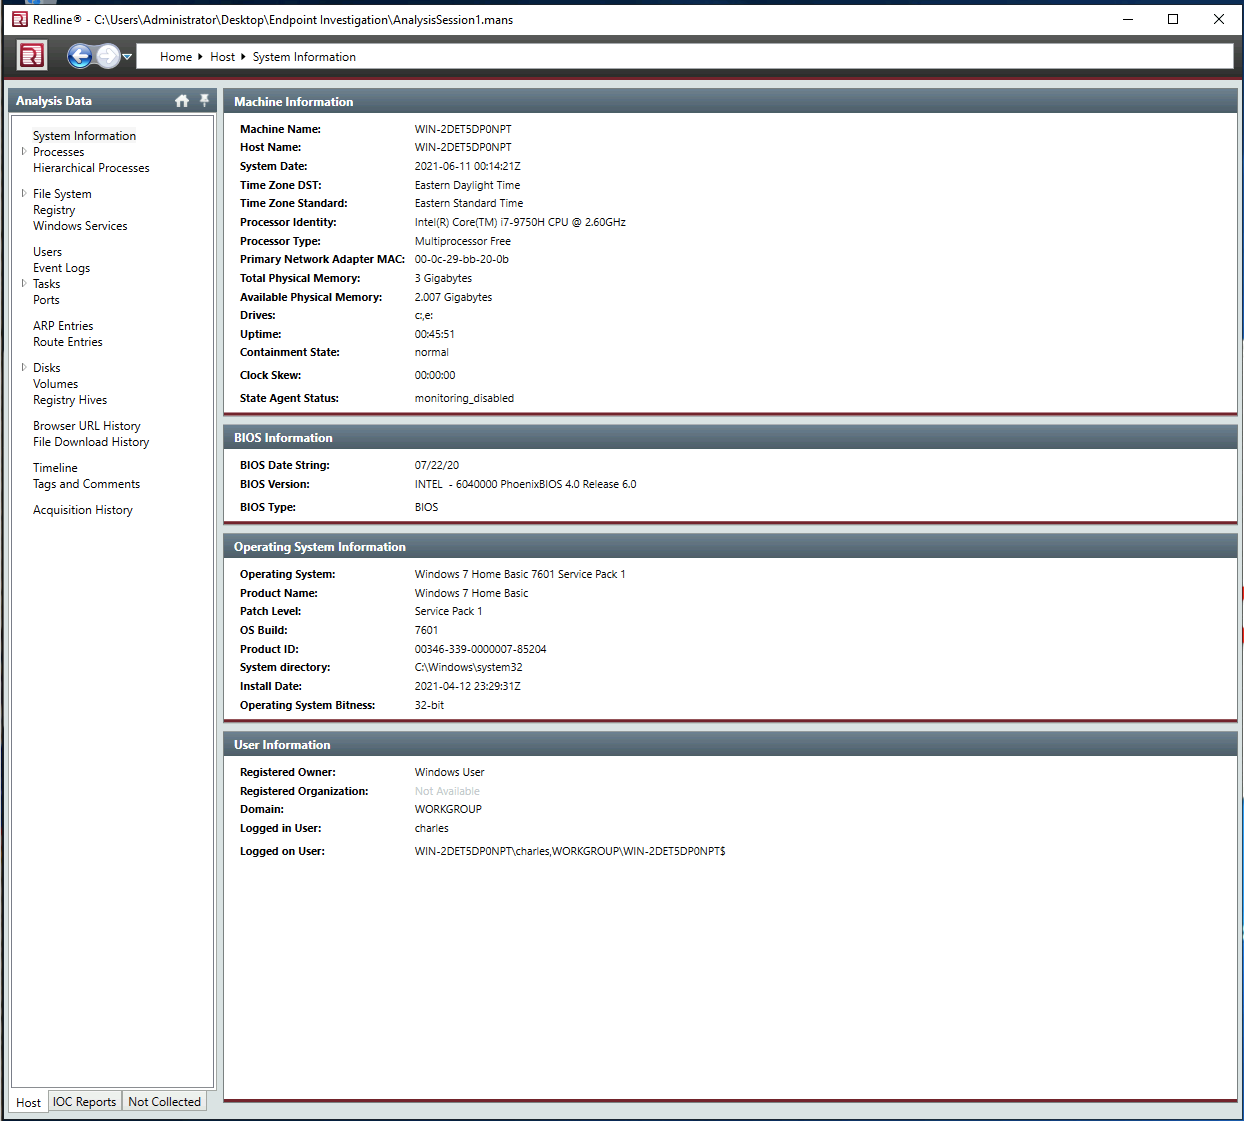 Redline® - C:\Users\Administrator\Desktop\Endpoint Investigation\AnalysisSession1.mans
Home Host System Information
Analysis Data
System Information
Processes
Hierarchical Processes
File System
Registry
Windows Services
Users
Event Logs
Tasks
Ports
ARP Entries
Route Entries
Disks
Volumes
Registry Hives
Browser URL History
File Download History
Timeline
Tags and Comments
Acquisition History
Host IOC Reports Not Collected
Machine Information
Machine Name: WIN-2DET5DP0NPT
Host Name: WIN-2DET5DP0NPT
System Date: 2021-06-11 00:14:21Z
Time Zone DST: Eastern Daylight Time
Time Zone Standard: Eastern Standard Time
Processor Identity: Intel(R) Core(TM) i7-9750H CPU @ 2.60GHz
Processor Type: Multiprocessor Free
Primary Network Adapter MAC: 00-0c-29-bb-20-0b
Total Physical Memory: 3 Gigabytes
Available Physical Memory: 2.007 Gigabytes
Drives: c:,e:
Uptime: 00:45:51
Containment State: normal
Clock Skew: 00:00:00
State Agent Status: monitoring_disabled
BIOS Information
BIOS Date String: 07/22/20
BIOS Version: INTEL - 6040000 PhoenixBIOS 4.0 Release 6.0
BIOS Type: BIOS
Operating System Information
Operating System: Windows 7 Home Basic 7601 Service Pack 1
Product Name: Windows 7 Home Basic
Patch Level: Service Pack 1
OS Build: 7601
Product ID: 00346-339-0000007-85204
System directory: C:\Windows\system32
Install Date: 2021-04-12 23:29:31Z
Operating System Bitness: 32-bit
User Information
Registered Owner: Windows User
Registered Organization: Not Available
Domain: WORKGROUP
Logged in User: charles
Logged on User: WIN-2DET5DP0NPT\charles,WORKGROUP\WIN-2DET5DP0NPT$